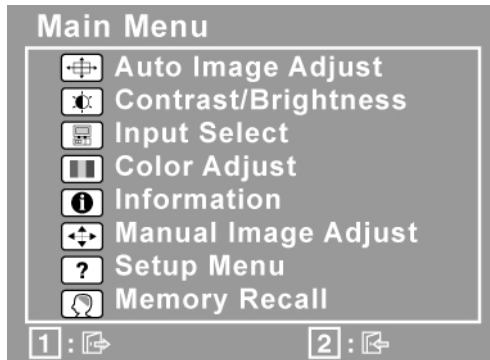 Main Menu
Auto Image Adjust
Contrast/Brightness
Input Select
Color Adjust
Information
Manual Image Adjust
? Setup Menu
Memory Recall
1 : 2 :